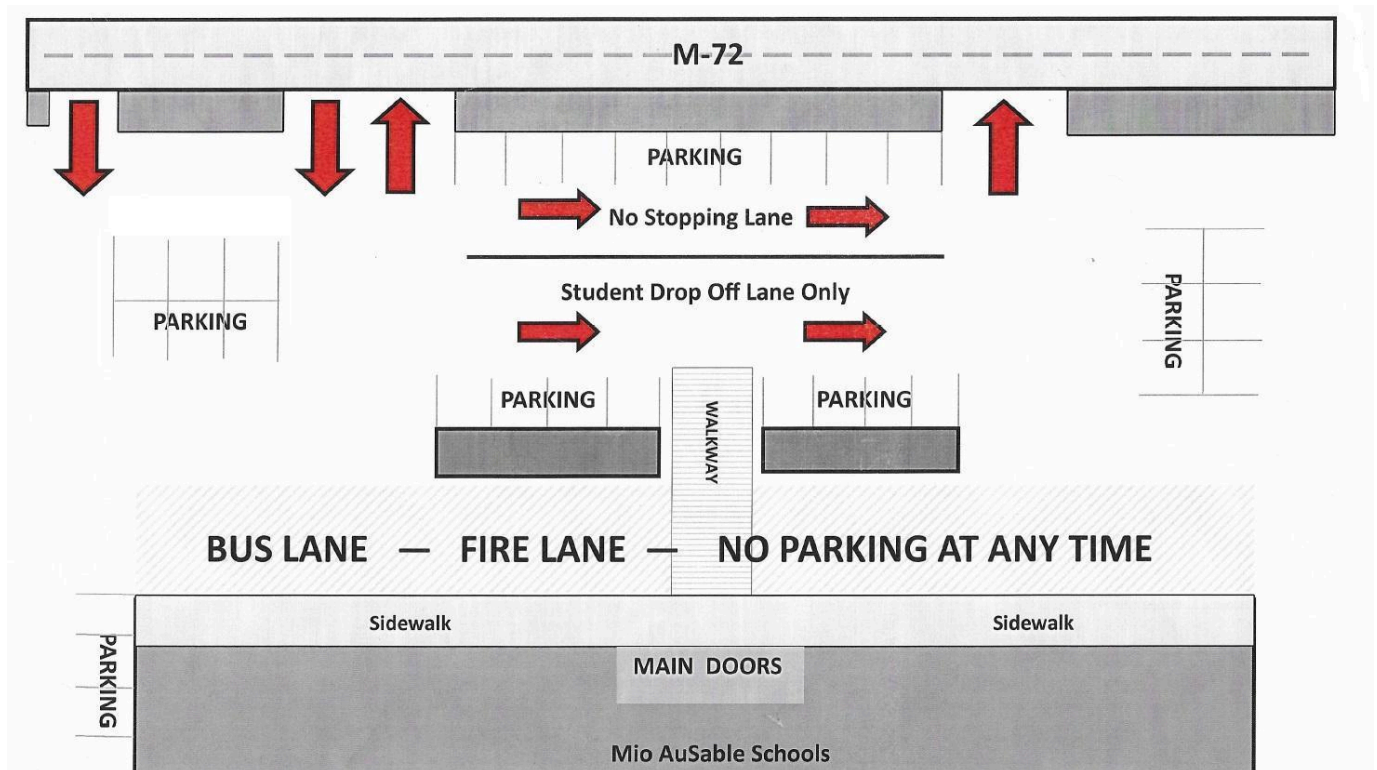 M-72
PARKING
No Stopping Lane
Student Drop Off Lane Only
PARKING
PARKING
PARKING
PARKING
WALKWAY
BUS LANE — FIRE LANE — NO PARKING AT ANY TIME
Sidewalk
Sidewalk
PARKING
MAIN DOORS
Mio AuSable Schools